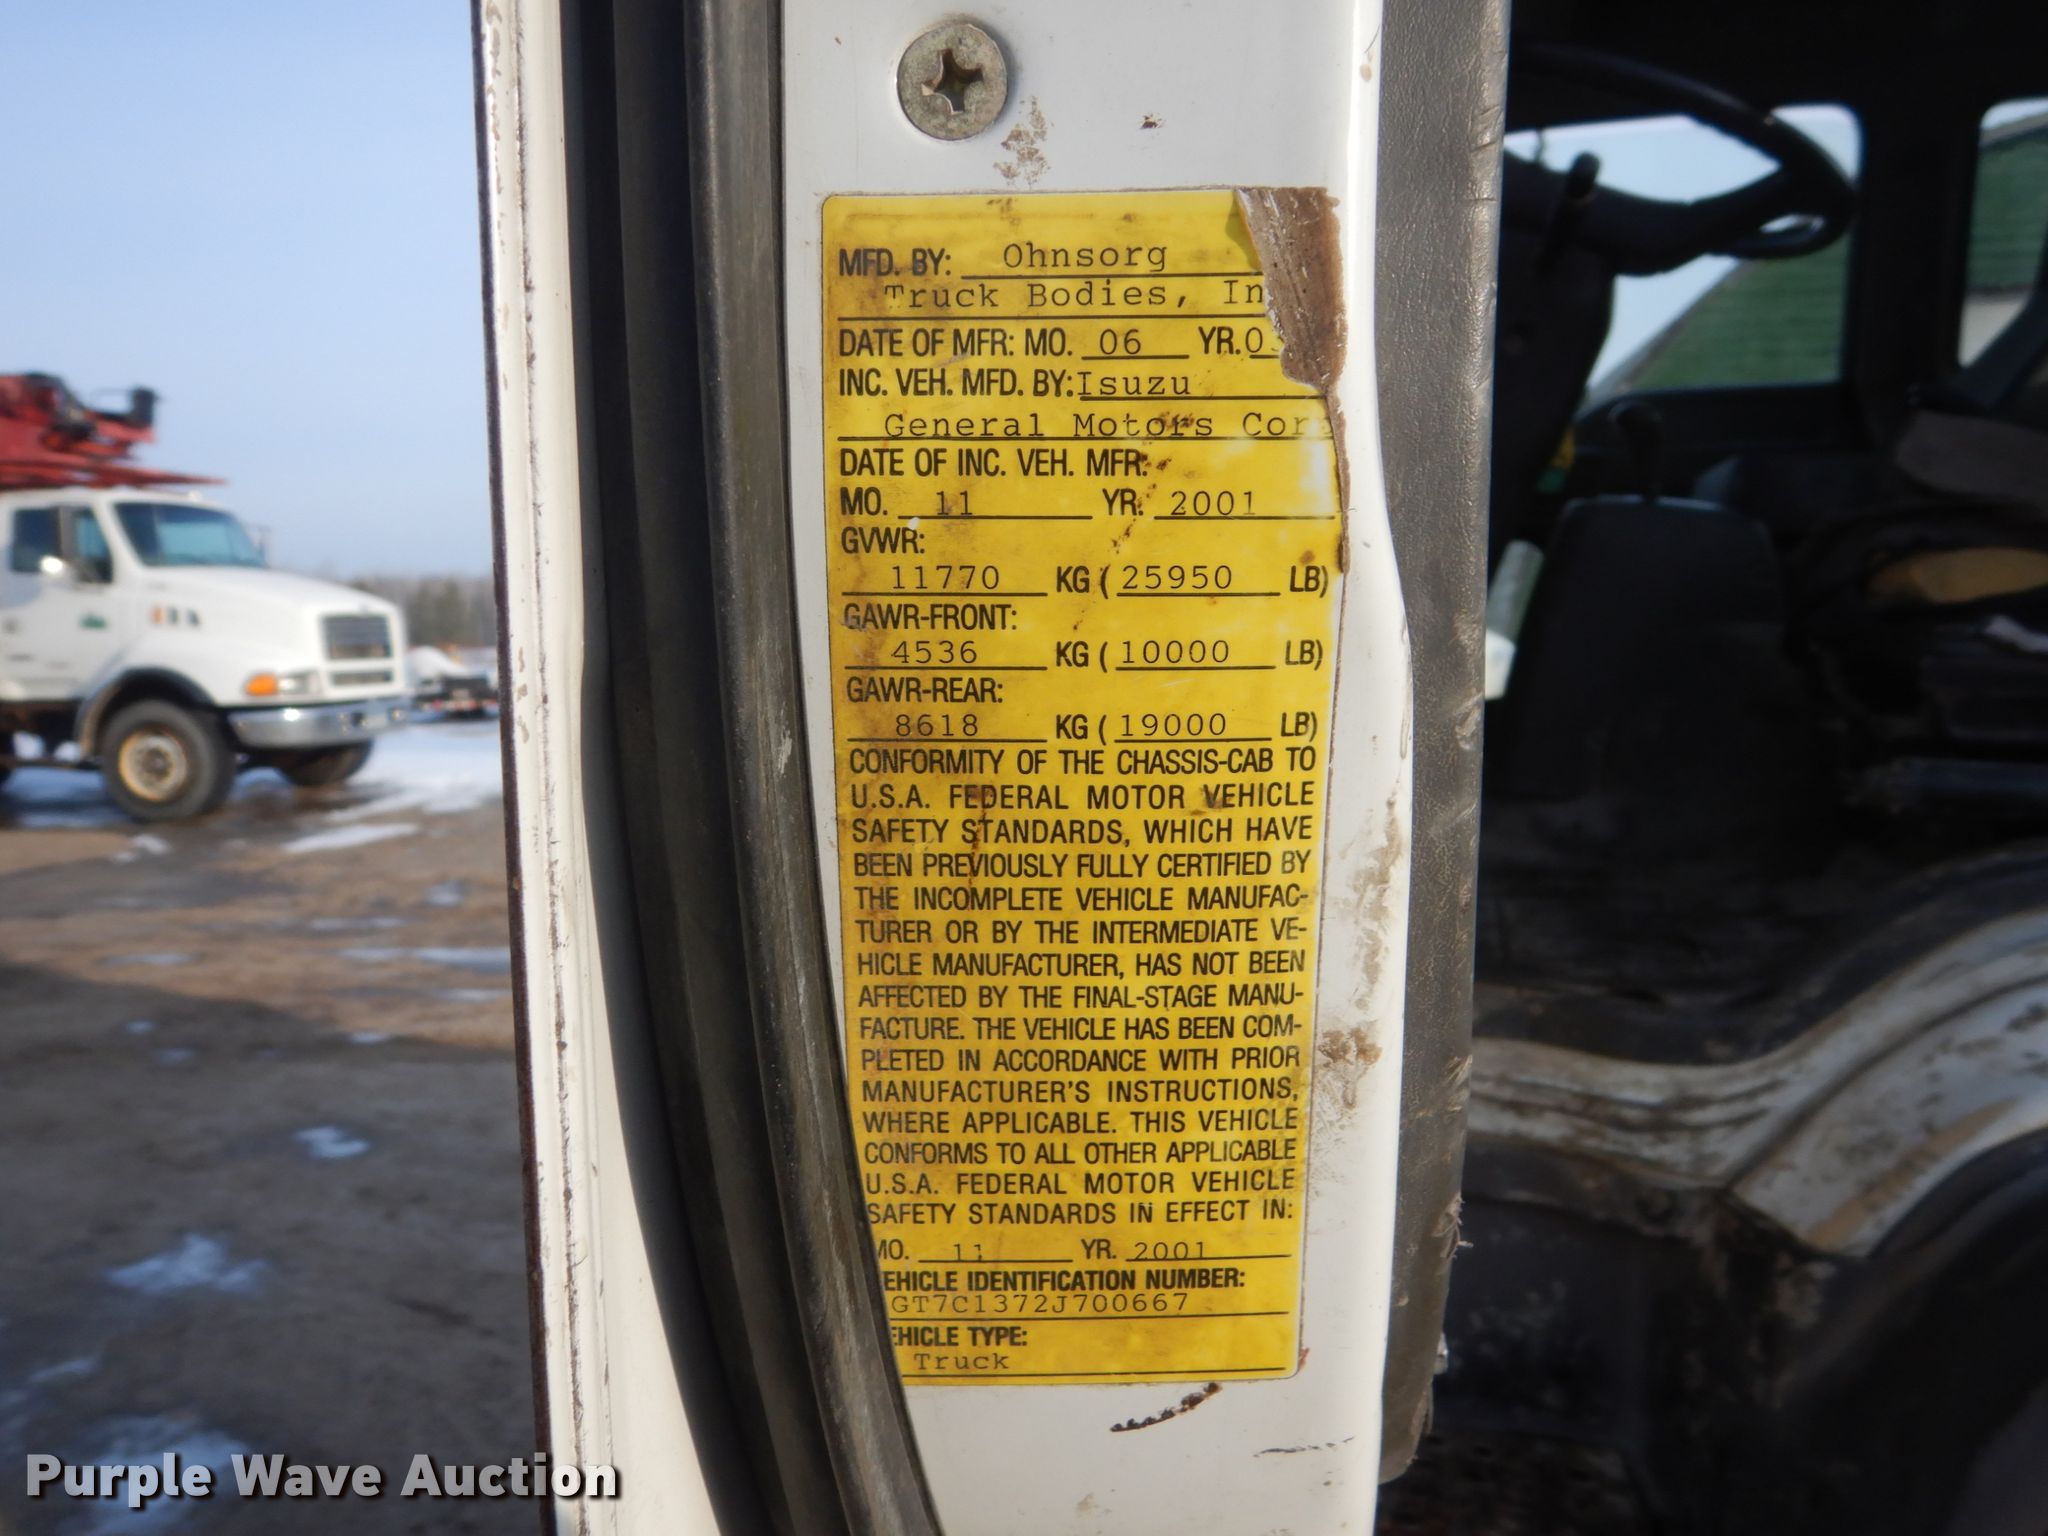 MFD. BY: Ohnsorg
Truck Bodies,
DATE OF MFR: MO. 06 YR.
INC. VEH. MFD. BY: Isuzu
General Motors Corp
DATE OF INC. VEH. MFR:
MO. 11 YR. 2001
GVWR:
11770 KG ( 25950 LB)
GAWR-FRONT:
4536 KG ( 10000 LB)
GAWR-REAR:
8618 KG ( 19000 LB)
CONFORMITY OF THE CHASSIS-CAB TO
U.S.A. FEDERAL MOTOR VEHICLE
SAFETY STANDARDS, WHICH HAVE
BEEN PREVIOUSLY FULLY CERTIFIED BY
THE INCOMPLETE VEHICLE MANUFAC-
TURER OR BY THE INTERMEDIATE VE-
HICLE MANUFACTURER, HAS NOT BEEN
AFFECTED BY THE FINAL-STAGE MANU-
FACTURE. THE VEHICLE HAS BEEN COM-
PLETED IN ACCORDANCE WITH PRIOR
MANUFACTURER'S INSTRUCTIONS,
WHERE APPLICABLE. THIS VEHICLE
CONFORMS TO ALL OTHER APPLICABLE
U.S.A. FEDERAL MOTOR VEHICLE
SAFETY STANDARDS IN EFFECT IN:
MO. 11 YR. 2001
EHICLE IDENTIFICATION NUMBER:
GT7C1372J700667
EHICLE TYPE:
Truck
Purple Wave Auction